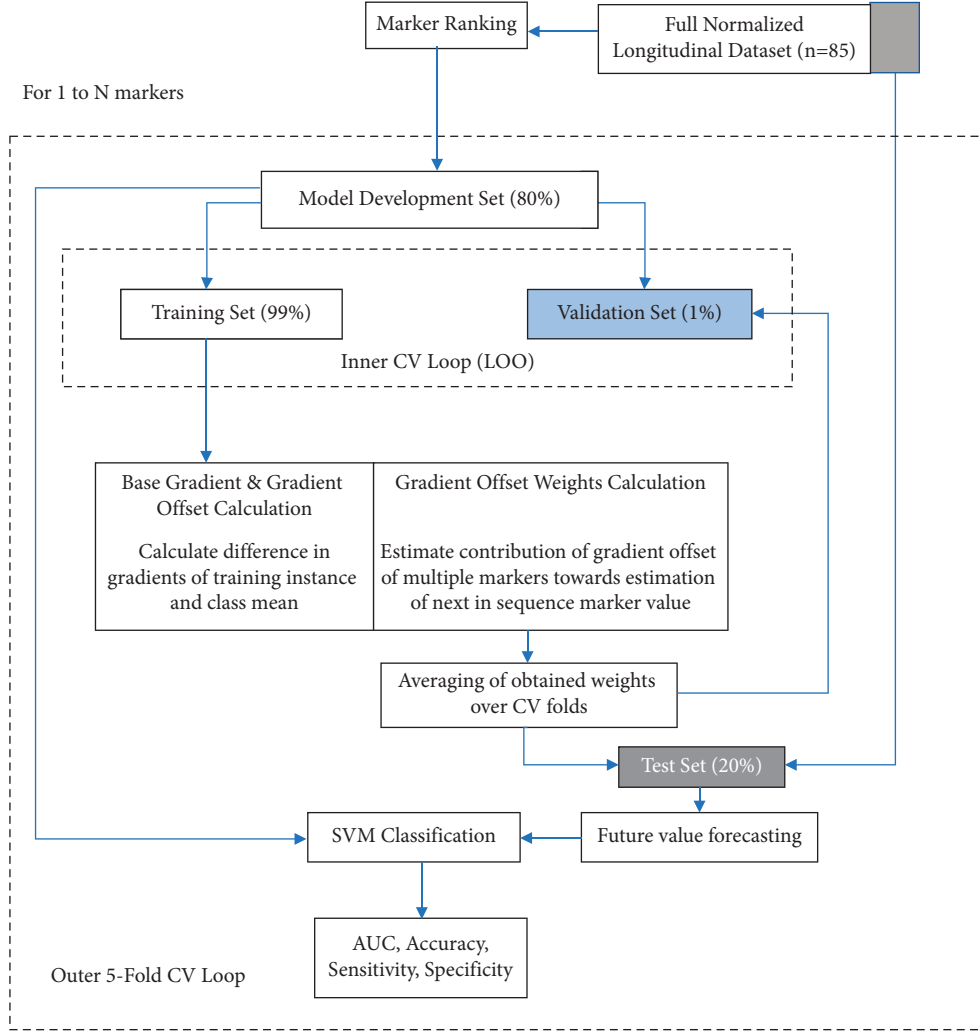 Marker Ranking
Full Normalized
Longitudinal Dataset (n=85)
For 1 to N markers
Model Development Set (80%)
Training Set (99%)
Validation Set (1%)
Inner CV Loop (LOO)
Base Gradient & Gradient
Offset Calculation
Calculate difference in
gradients of training instance
and class mean
Gradient Offset Weights Calculation
Estimate contribution of gradient offset
of multiple markers towards estimation
of next in sequence marker value
Averaging of obtained weights
over CV folds
Test Set (20%)
SVM Classification
Future value forecasting
AUC, Accuracy,
Sensitivity, Specificity
Outer 5-Fold CV Loop